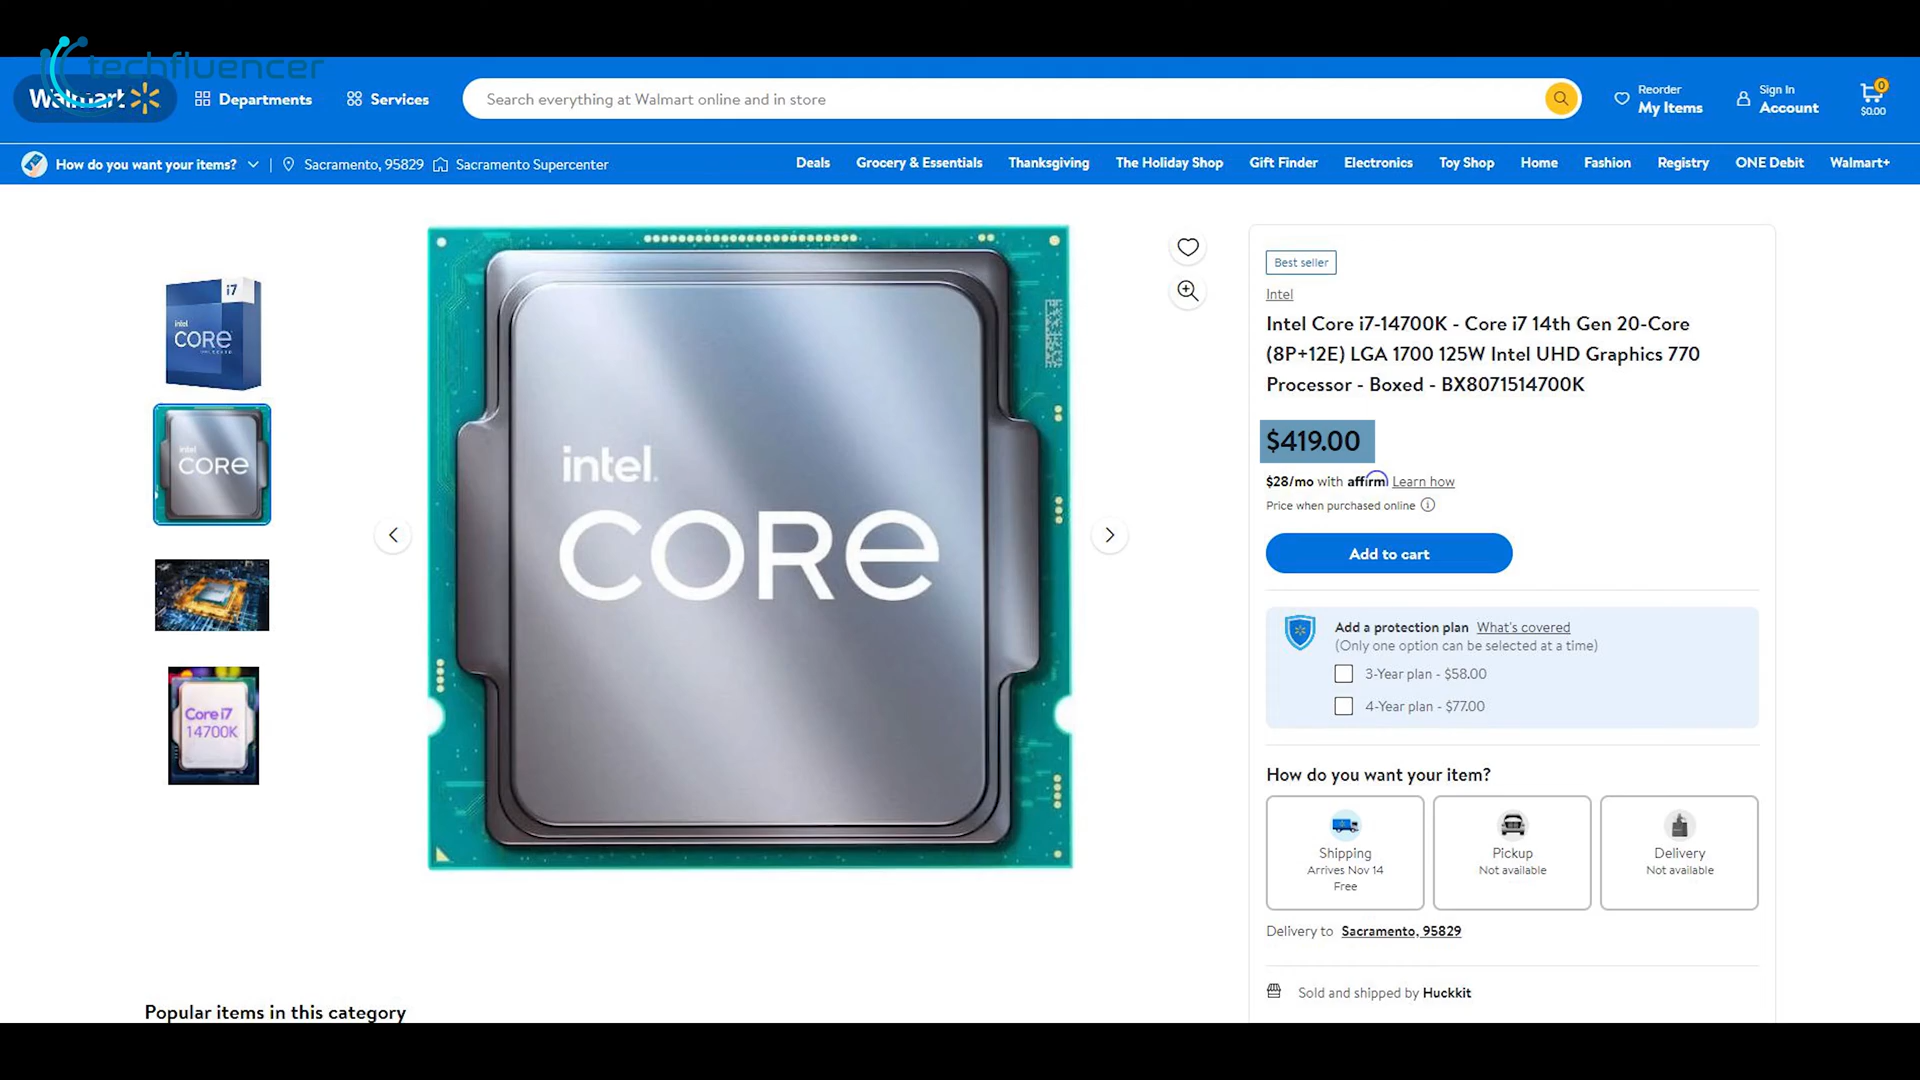 techfluencer
Walmart
Departments
Services
Search everything at Walmart online and in store
Reorder
My Items
Sign In
Account
0
$0.00
How do you want your items?
Sacramento, 95829
Sacramento Supercenter
Deals
Grocery & Essentials
Thanksgiving
The Holiday Shop
Gift Finder
Electronics
Toy Shop
Home
Fashion
Registry
ONE Debit
Walmart+
i7
intel
CORE
intel
CORE
Core i7
14700K
intel.
CORE
Best seller
Intel
Intel Core i7-14700K - Core i7 14th Gen 20-Core
(8P+12E) LGA 1700 125W Intel UHD Graphics 770
Processor - Boxed - BX8071514700K
$419.00
$28/mo with affirm Learn how
Price when purchased online
Add to cart
Add a protection plan What's covered
(Only one option can be selected at a time)
3-Year plan - $58.00
4-Year plan - $77.00
How do you want your item?
Shipping
Arrives Nov 14
Free
Pickup
Not available
Delivery
Not available
Delivery to Sacramento, 95829
Sold and shipped by Huckkit
Popular items in this category